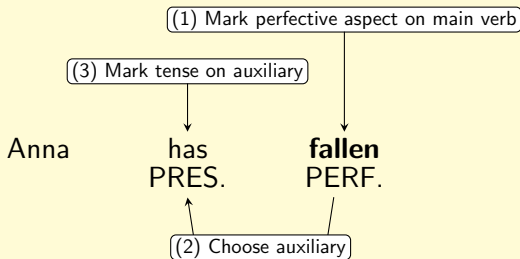 (1) Mark perfective aspect on main verb
(3) Mark tense on auxiliary
Anna has fallen
PRES. PERF.
(2) Choose auxiliary